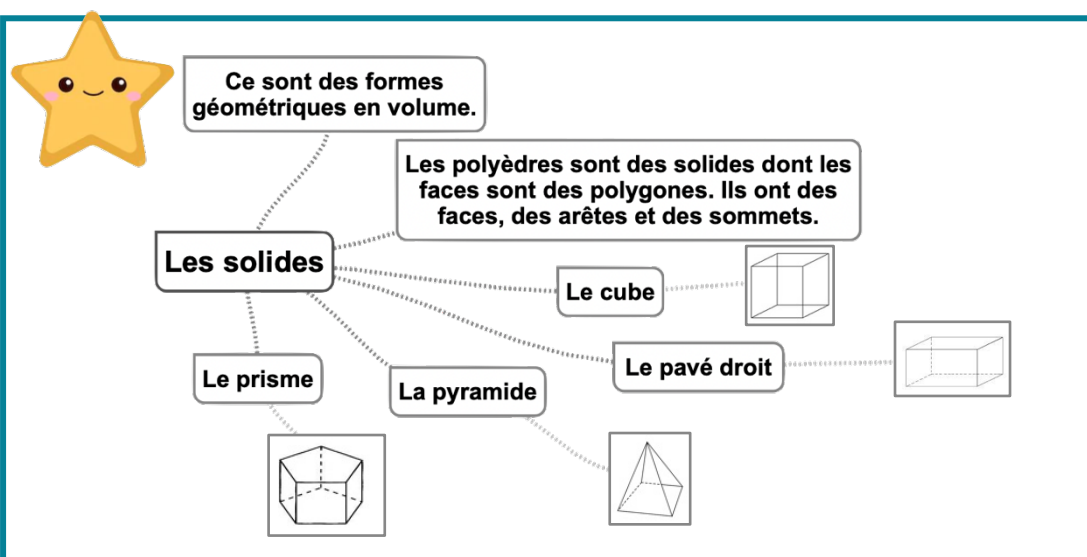 Ce sont des formes
géométriques en volume.
Les polyèdres sont des solides dont les
faces sont des polygones. Ils ont des
faces, des arêtes et des sommets.
Les solides
Le cube
Le pavé droit
Le prisme
La pyramide